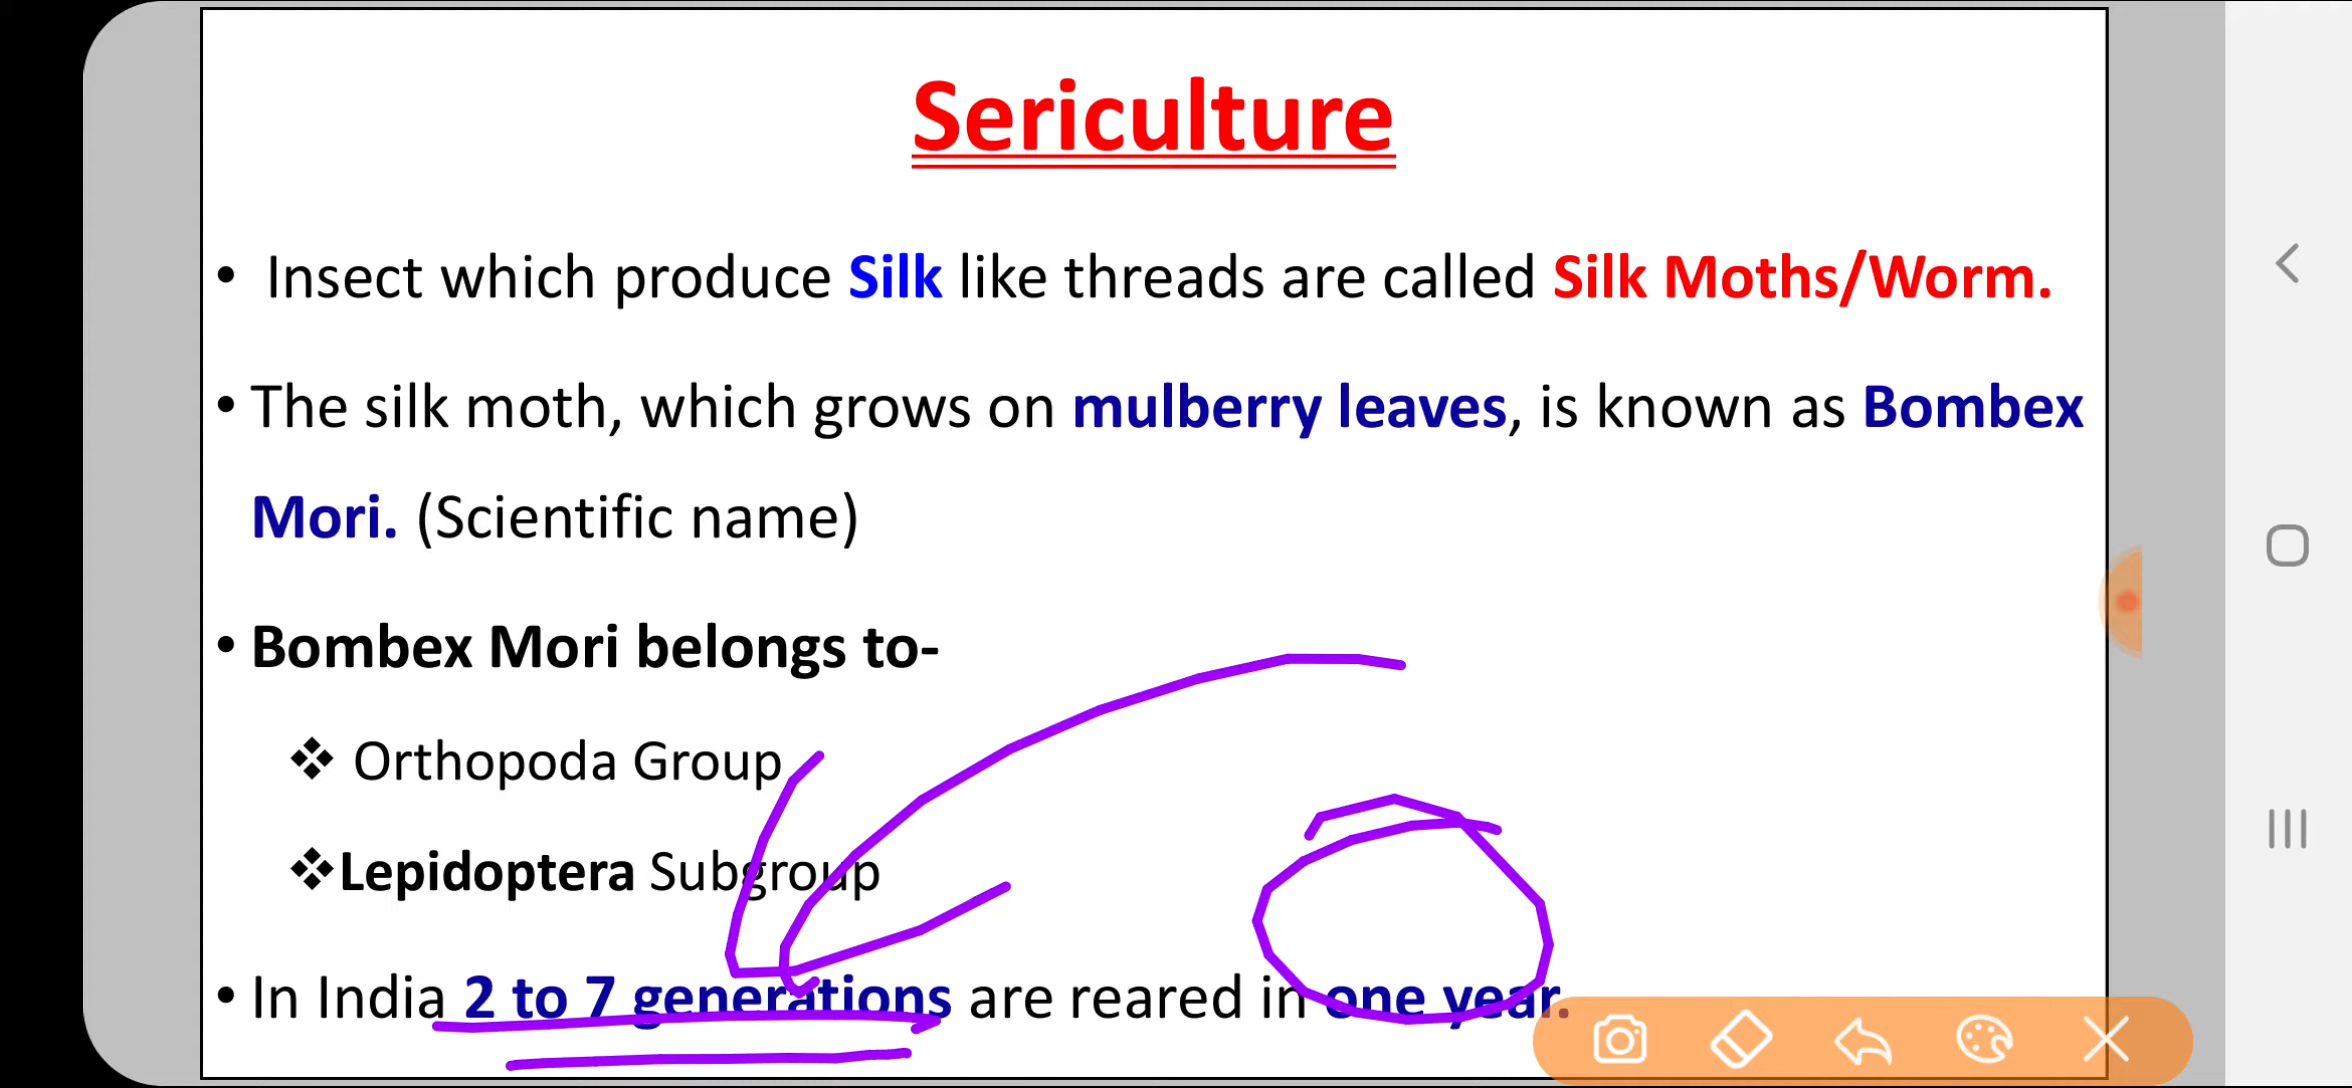 Sericulture
• Insect which produce Silk like threads are called Silk Moths/Worm.
• The silk moth, which grows on mulberry leaves, is known as Bombex
Mori. (Scientific name)
• Bombex Mori belongs to-
❖ Orthopoda Group
❖Lepidoptera Subgroup
• In India 2 to 7 generations are reared in one year.